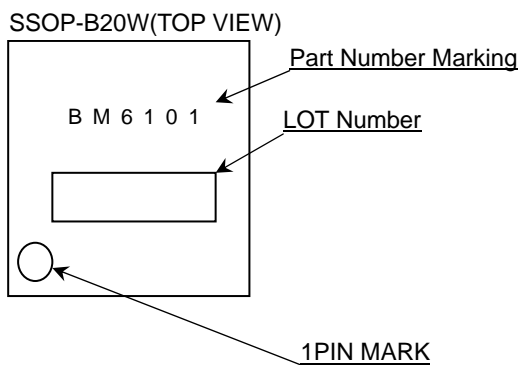 SSOP-B20W(TOP VIEW)
Part Number Marking
B M 6 1 0 1
LOT Number
1PIN MARK